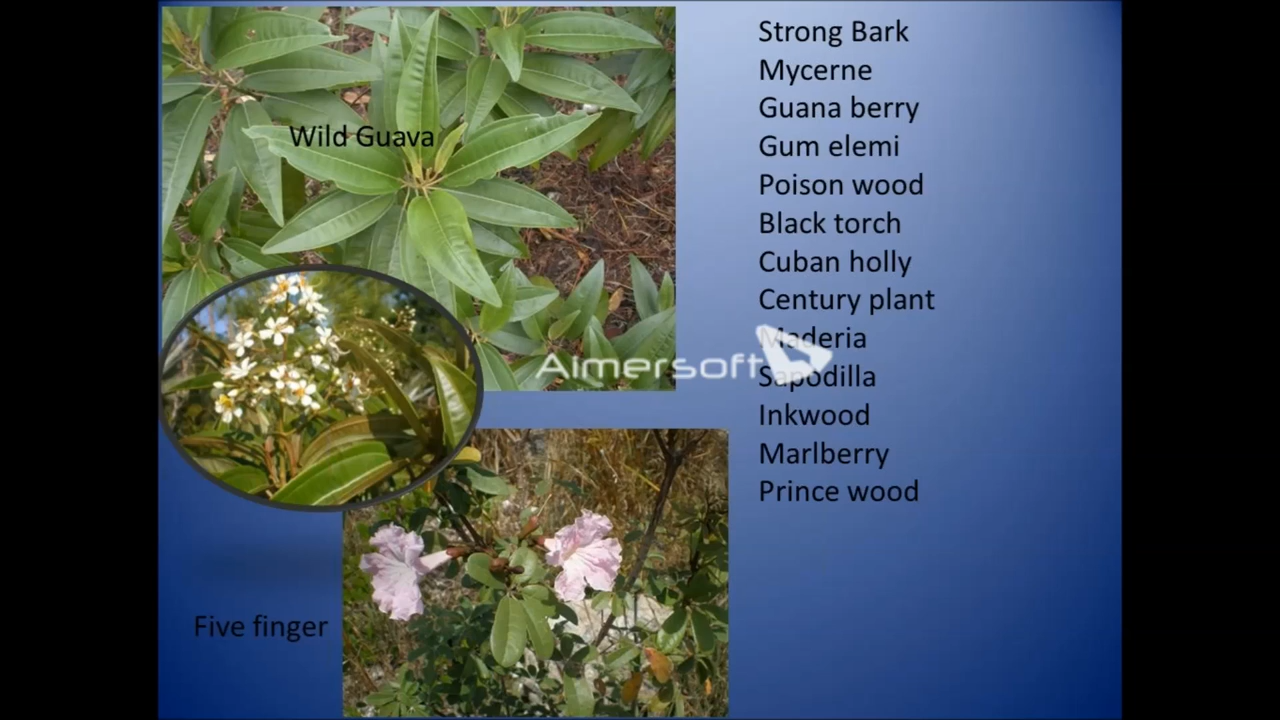 Wild Guava
Strong Bark
Mycerne
Guana berry
Gum elemi
Poison wood
Black torch
Cuban holly
Century plant
Maderia
Sapodilla
Inkwood
Marlberry
Prince wood
Aimersoft
Five finger